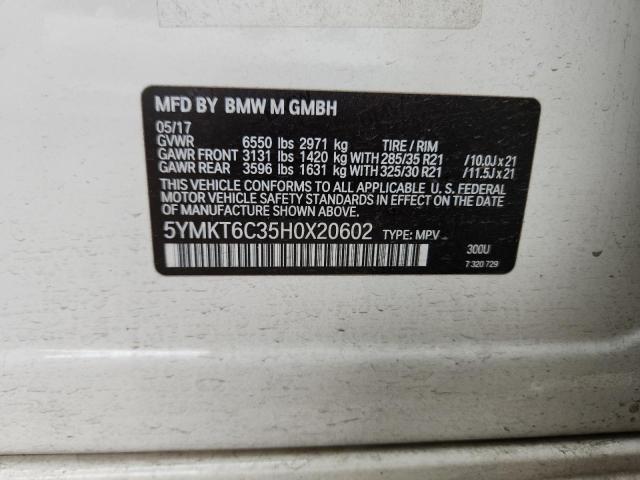 MFD BY BMW M GMBH
05/17
GVWR 6550 lbs 2971 kg TIRE / RIM
GAWR FRONT 3131 lbs 1420 kg WITH 285/35 R21 /10.0J x 21
GAWR REAR 3596 lbs 1631 kg WITH 325/30 R21 /11.5J x 21
THIS VEHICLE CONFORMS TO ALL APPLICABLE U. S. FEDERAL
MOTOR VEHICLE SAFETY STANDARDS IN EFFECT ON THE DATE
OF MANUFACTURE SHOWN ABOVE.
5YMKT6C35H0X20602 TYPE: MPV
300U
7 320 729